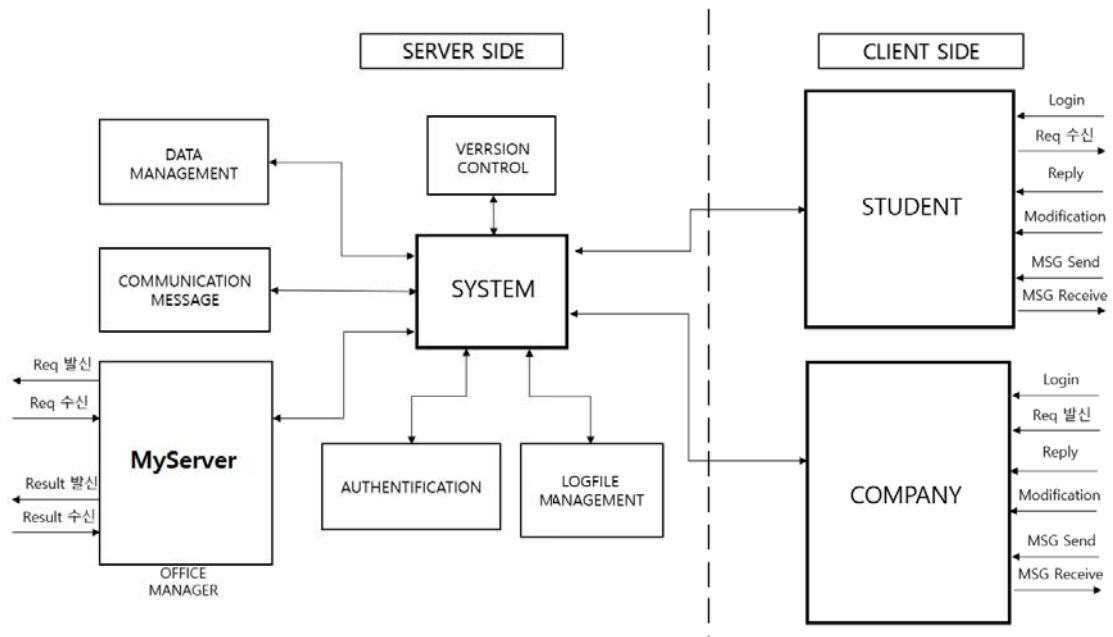 SERVER SIDE
CLIENT SIDE
DATA
MANAGEMENT
VERRSION
CONTROL
COMMUNICATION
MESSAGE
SYSTEM
Req 발신
Req 수신
Result 발신
Result 수신
MyServer
OFFICE
MANAGER
AUTHENTIFICATION
LOGFILE
MANAGEMENT
STUDENT
Login
Req 수신
Reply
Modification
MSG Send
MSG Receive
COMPANY
Login
Req 발신
Reply
Modification
MSG Send
MSG Receive